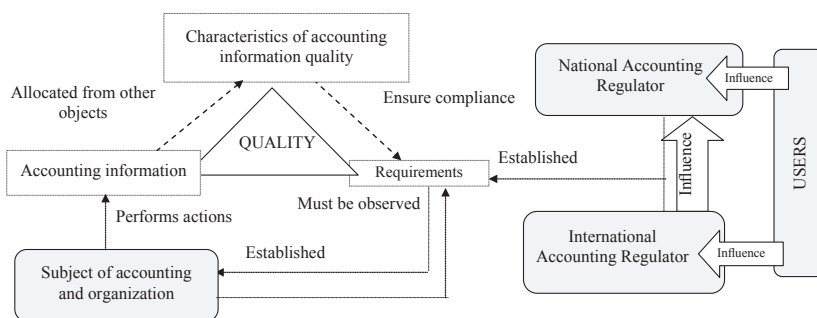 Characteristics of accounting
information quality
Allocated from other
objects
Ensure compliance
QUALITY
Accounting information
Requirements
Performs actions
Must be observed
Established
Subject of accounting
and organization
Established
National Accounting
Regulator
Influence
Influence
International
Accounting Regulator
Influence
USERS